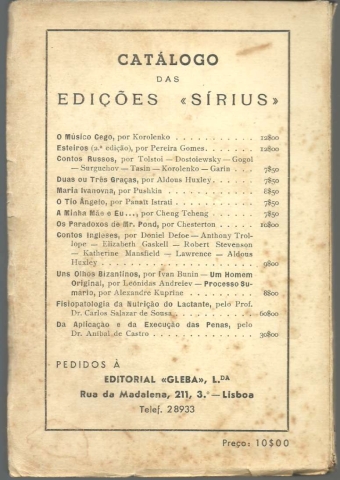 CATÁLOGO
DAS
EDIÇÕES «SÍRIUS»
O Músico Cego, por Korolenko . . . . . . . . . . 12$00
Esteiros (2.ª edição), por Pereira Gomes. . . . . . 12$00
Contos Russos, por Tolstoi — Dostoiewsky — Gogol
— Surguchov — Tasin — Korolenko — Garin . . . 7$50
Duas ou Três Graças, por Aldous Huxley. . . . . . 7$50
Maria Ivanovna, por Pushkin . . . . . . . . . . 8$50
O Tio Ângelo, por Panait Istrati . . . . . . . . . 7$50
A Minha Mãe e Eu..., por Cheng Tcheng . . . . . 7$50
Os Paradoxos de Mr. Pond, por Chesterton . . . . . 10$00
Contos Ingleses, por Daniel Defoe — Anthony Trol-
lope — Elizabeth Gaskell — Robert Stevenson
— Katherine Mansfield — Lawrence — Aldous
Huxley . . . . . . . . . . . . . . . . 9$00
Uns Olhos Bizantinos, por Ivan Bunin — Um Homem
Original, por Leónidas Andreiev — Processo Su-
mário, por Alexandre Kuprine . . . . . . . . 8$00
Fisiopatologia da Nutrição do Lactante, pelo Prof.
Dr. Carlos Salazar de Sousa . . . . . . . . . 60$00
Da Aplicação e da Execução das Penas, pelo
Dr. Aníbal de Castro . . . . . . . . . . . 30$00
PEDIDOS À
EDITORIAL «GLEBA», L.DA
Rua da Madalena, 211, 3. — Lisboa
Telef. 28933
Preço: 10$00